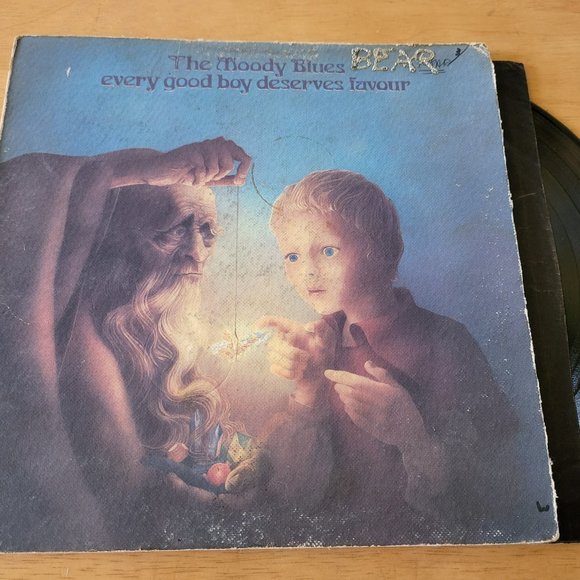 The Moody Blues BEAR
every good boy deserves favour